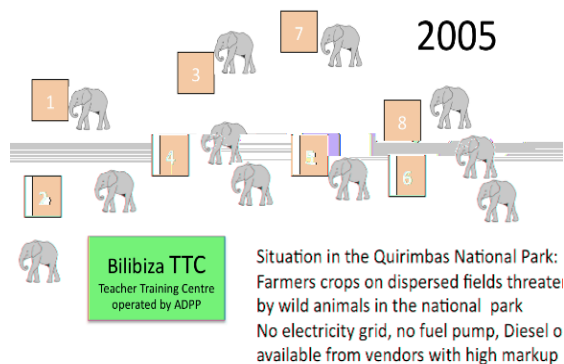 2005
7
3
1
8
4
6
2
Bilibiza TTC
Teacher Training Centre
operated by ADPP
Situation in the Quirimbas National Park:
Farmers crops on dispersed fields threate
by wild animals in the national park
No electricity grid, no fuel pump, Diesel o
available from vendors with high markup